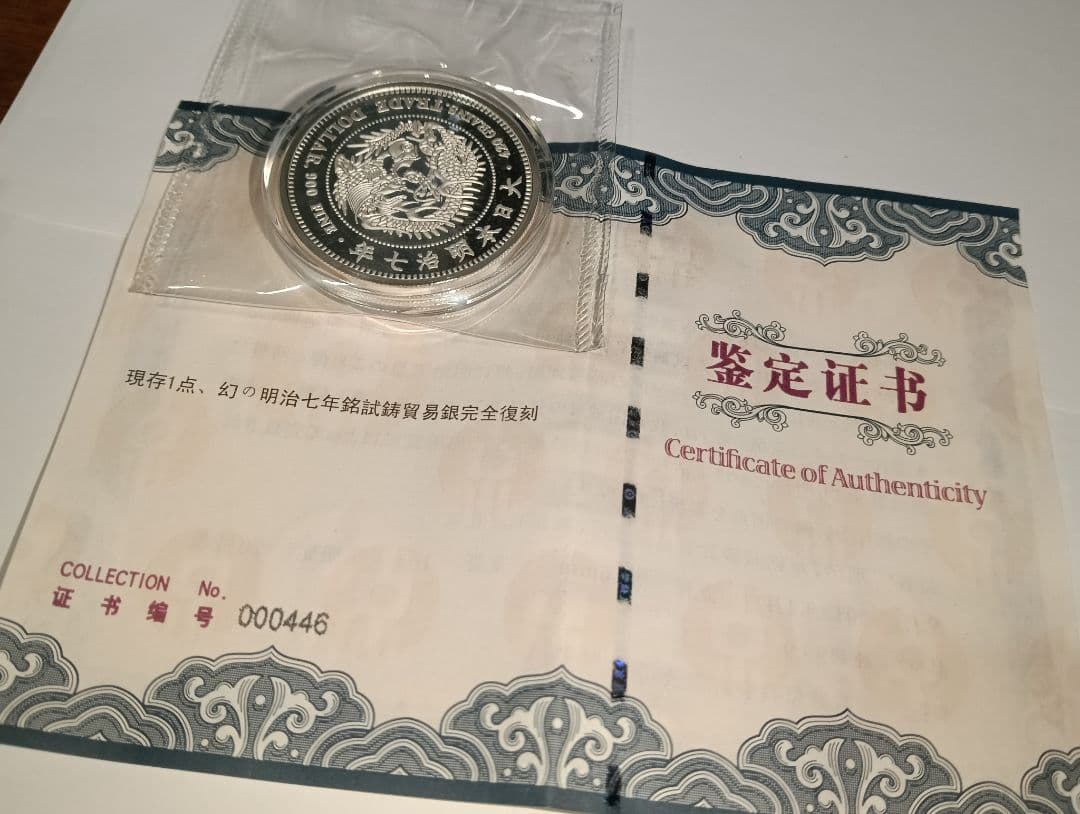 420 GRAINS. TRADE DOLLAR. 900 FINE.
大日本明治七年
現存1点、幻の明治七年銘試鋳貿易銀完全復刻
鉴定证书
Certificate of Authenticity
COLLECTION No.
证书编号 000446